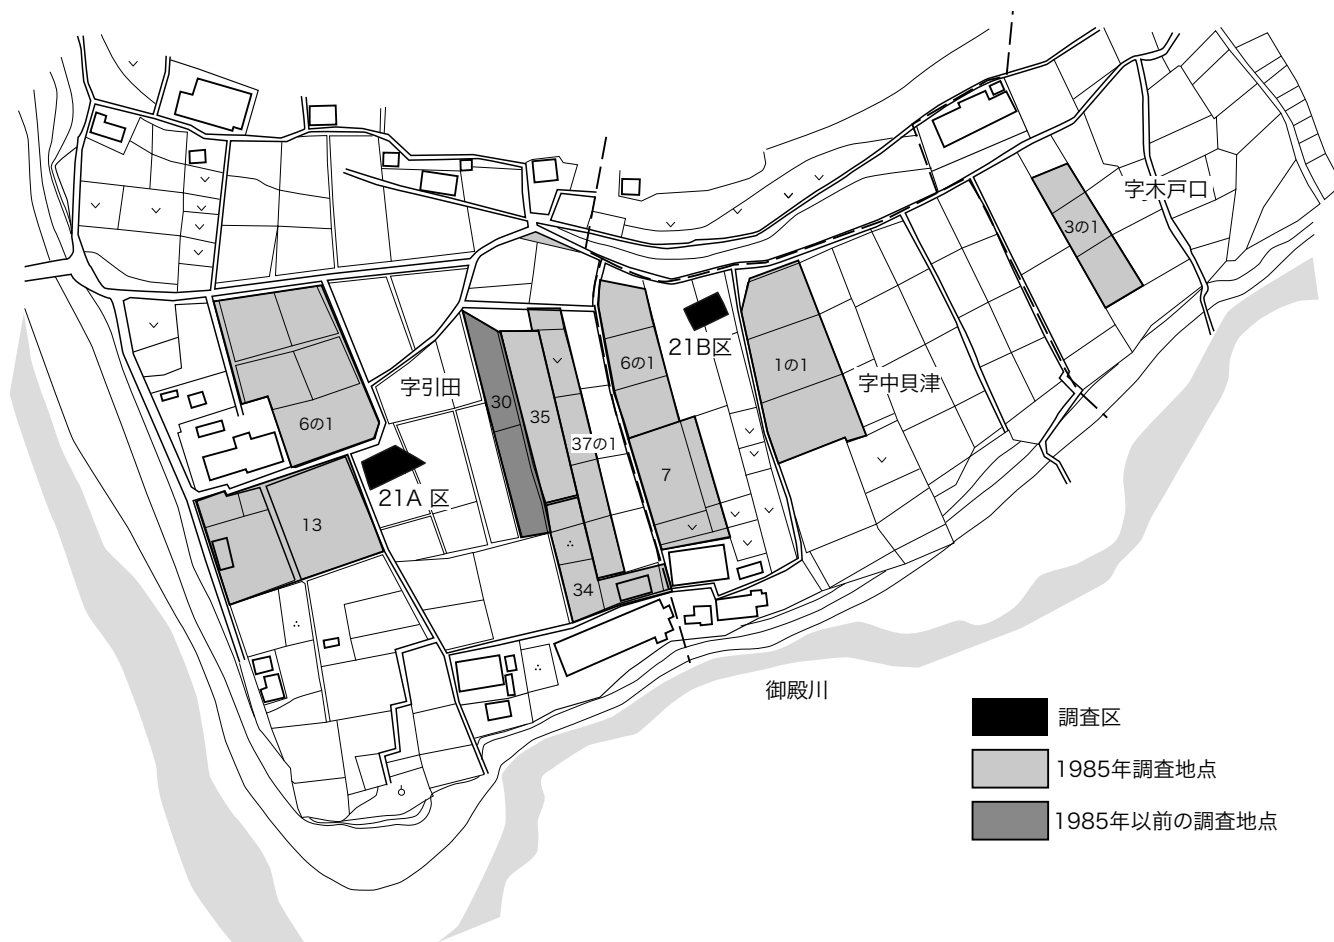 字木戸口
3の1
21B区
6の1
1の1
字中貝津
字引田
30
35
6の1
37の1
7
21A 区
13
34
御殿川
調査区
1985年調査地点
1985年以前の調査地点